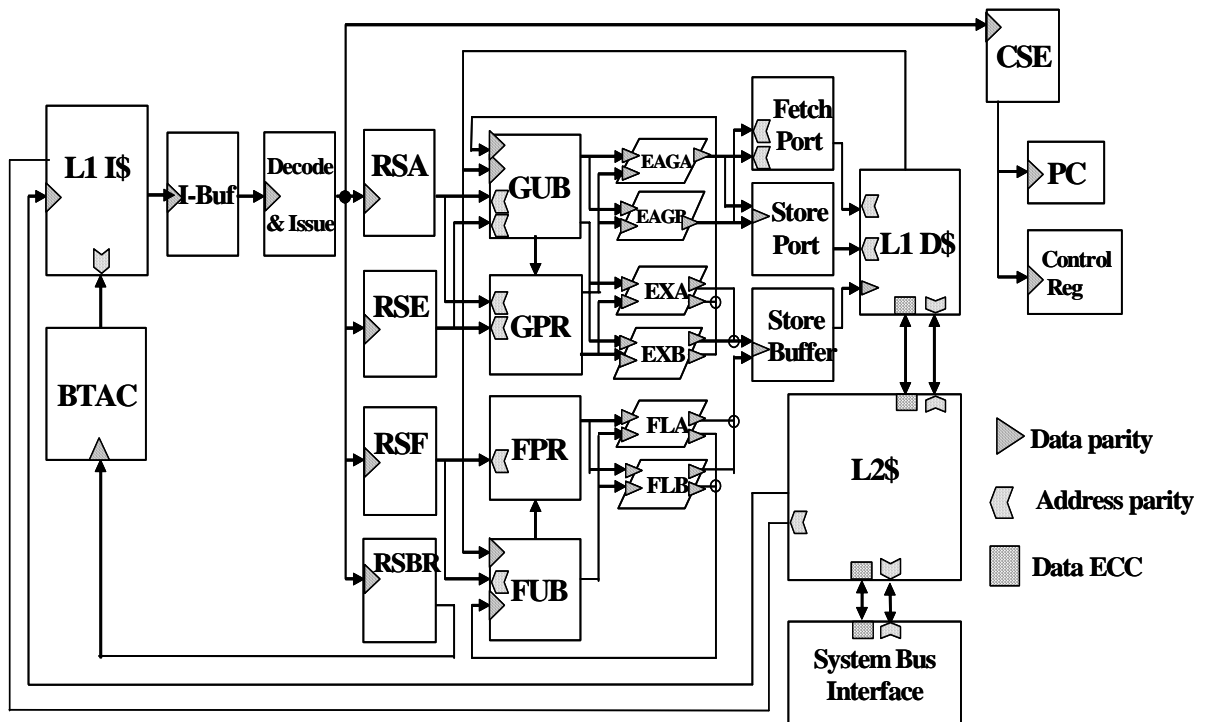 CSE
Fetch
Port
L1 I$
I-Buf
Decode
& Issue
RSA
GUB
EAGA
EAGB
Store
Port
L1 D$
PC
Control
Reg
RSE
GPR
EXA
EXB
Store
Buffer
BTAC
RSF
FPR
FLA
FLB
L2$
Data parity
Address parity
Data ECC
RSBR
FUB
System Bus
Interface